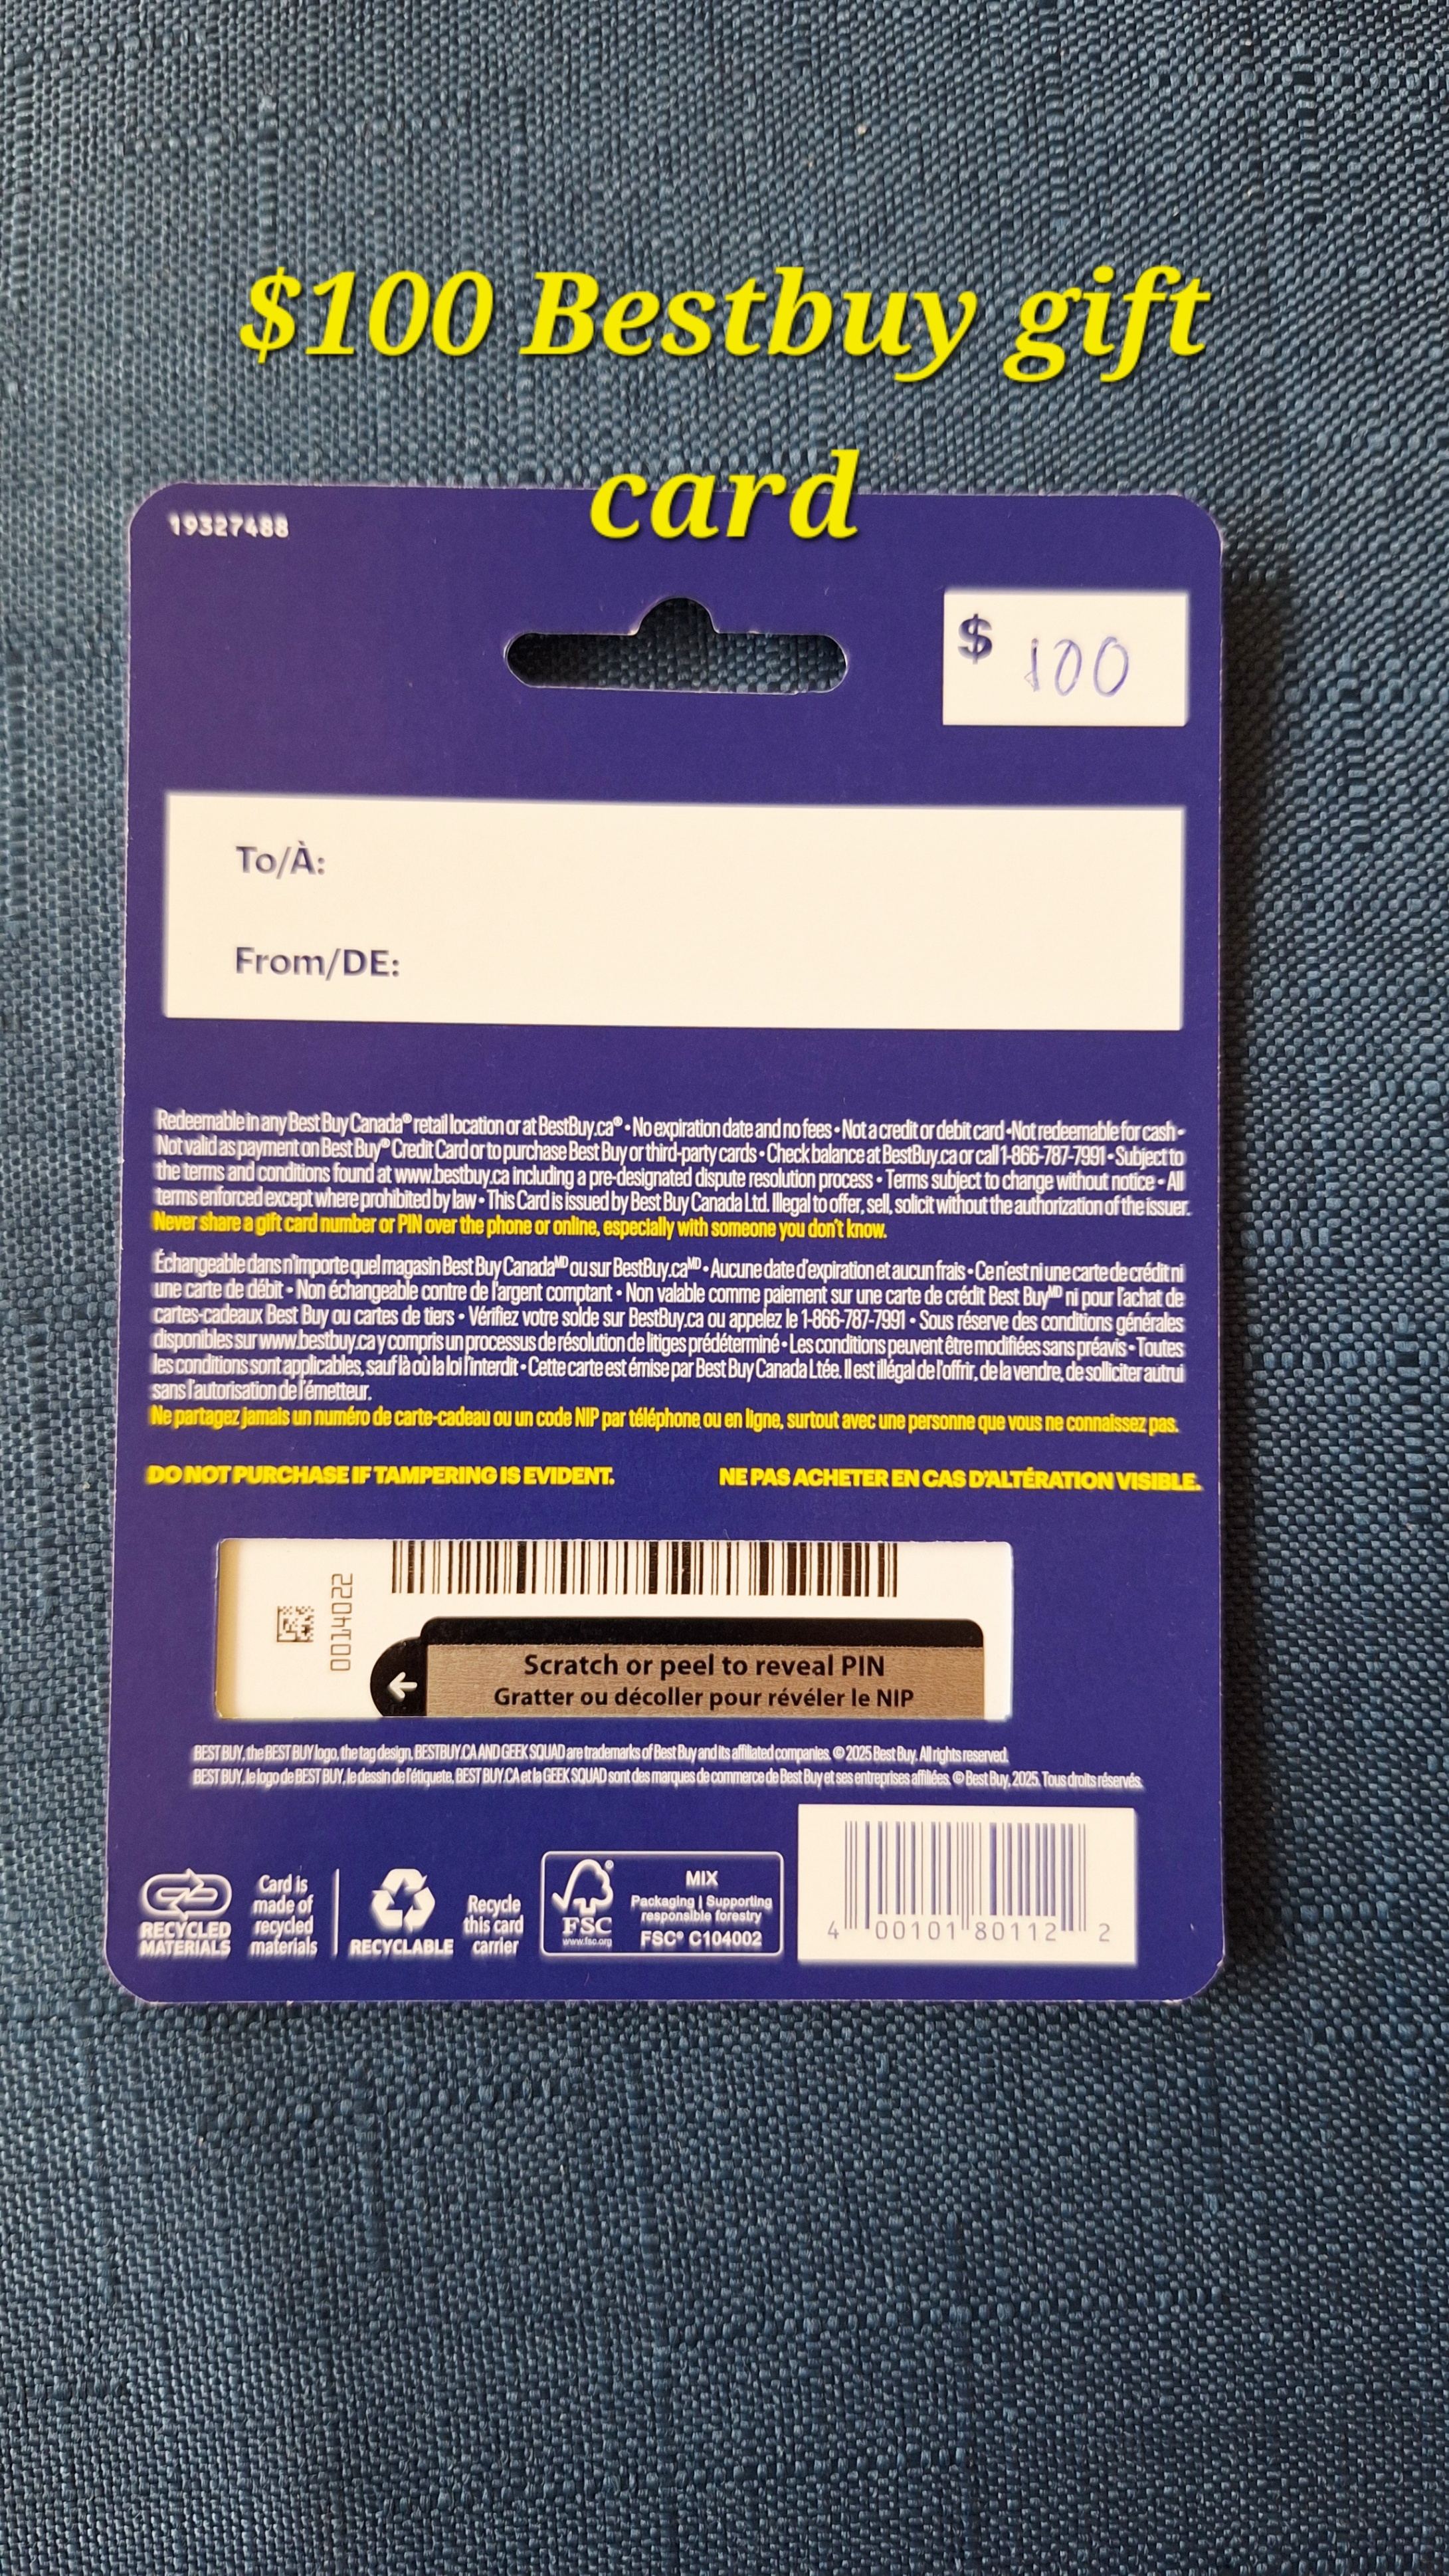 $100 Bestbuy gift
card
19327488
$ 100
To/À:
From/DE:
Redeemable in any Best Buy Canada® retail location or at BestBuy.ca® • No expiration date and no fees • Not a credit or debit card •Not redeemable for cash •
Not valid as payment on Best Buy® Credit Card or to purchase Best Buy or third-party cards • Check balance at BestBuy.ca or call 1-866-787-7991 • Subject to
the terms and conditions found at www.bestbuy.ca including a pre-designated dispute resolution process • Terms subject to change without notice • All
terms enforced except where prohibited by law • This Card is issued by Best Buy Canada Ltd. Illegal to offer, sell, solicit without the authorization of the issuer.
Never share a gift card number or PIN over the phone or online, especially with someone you don't know.
Échangeable dans n'importe quel magasin Best Buy Canada MD ou sur BestBuy.ca MD • Aucune date d'expiration et aucun frais • Ce n'est ni une carte de crédit ni
une carte de débit • Non échangeable contre de l'argent comptant • Non valable comme paiement sur une carte de crédit Best Buy MD ni pour l'achat de
cartes-cadeaux Best Buy ou cartes de tiers • Vérifiez votre solde sur BestBuy.ca ou appelez le 1-866-787-7991 • Sous réserve des conditions générales
disponibles sur www.bestbuy.ca y compris un processus de résolution de litiges prédéterminé • Les conditions peuvent être modifiées sans préavis • Toutes
les conditions sont applicables, sauf là où la loi l'interdit • Cette carte est émise par Best Buy Canada Ltée. Il est illégal de l'offrir, de la vendre, de solliciter autrui
sans l'autorisation de l'émetteur.
Ne partagez jamais un numéro de carte-cadeau ou un code NIP par téléphone ou en ligne, surtout avec une personne que vous ne connaissez pas.
DO NOT PURCHASE IF TAMPERING IS EVIDENT.
NE PAS ACHETER EN CAS D'ALTÉRATION VISIBLE.
0014022
Scratch or peel to reveal PIN
Gratter ou décoller pour révéler le NIP
BEST BUY, the BEST BUY logo, the tag design, BESTBUY.CA AND GEEK SQUAD are trademarks of Best Buy and its affiliated companies. © 2025 Best Buy. All rights reserved.
BEST BUY, le logo de BEST BUY, le dessin de l'étiquete, BEST BUY.CA et la GEEK SQUAD sont des marques de commerce de Best Buy et ses entreprises affiliées. © Best Buy, 2025. Tous droits réservés.
RECYCLED
MATERIALS
Card is
made of
recycled
materials
RECYCLABLE
Recycle
this card
carrier
FSC
www.fsc.org
MIX
Packaging | Supporting
responsible forestry
FSC® C104002
4 00101 80112 2